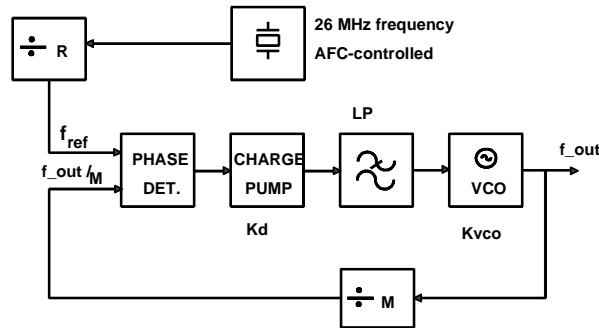 26 MHz frequency
AFC-controlled
÷ R
LP
f_ref
f_out /M
PHASE DET.
CHARGE PUMP
VCO
f_out
Kd
Kvco
÷ M